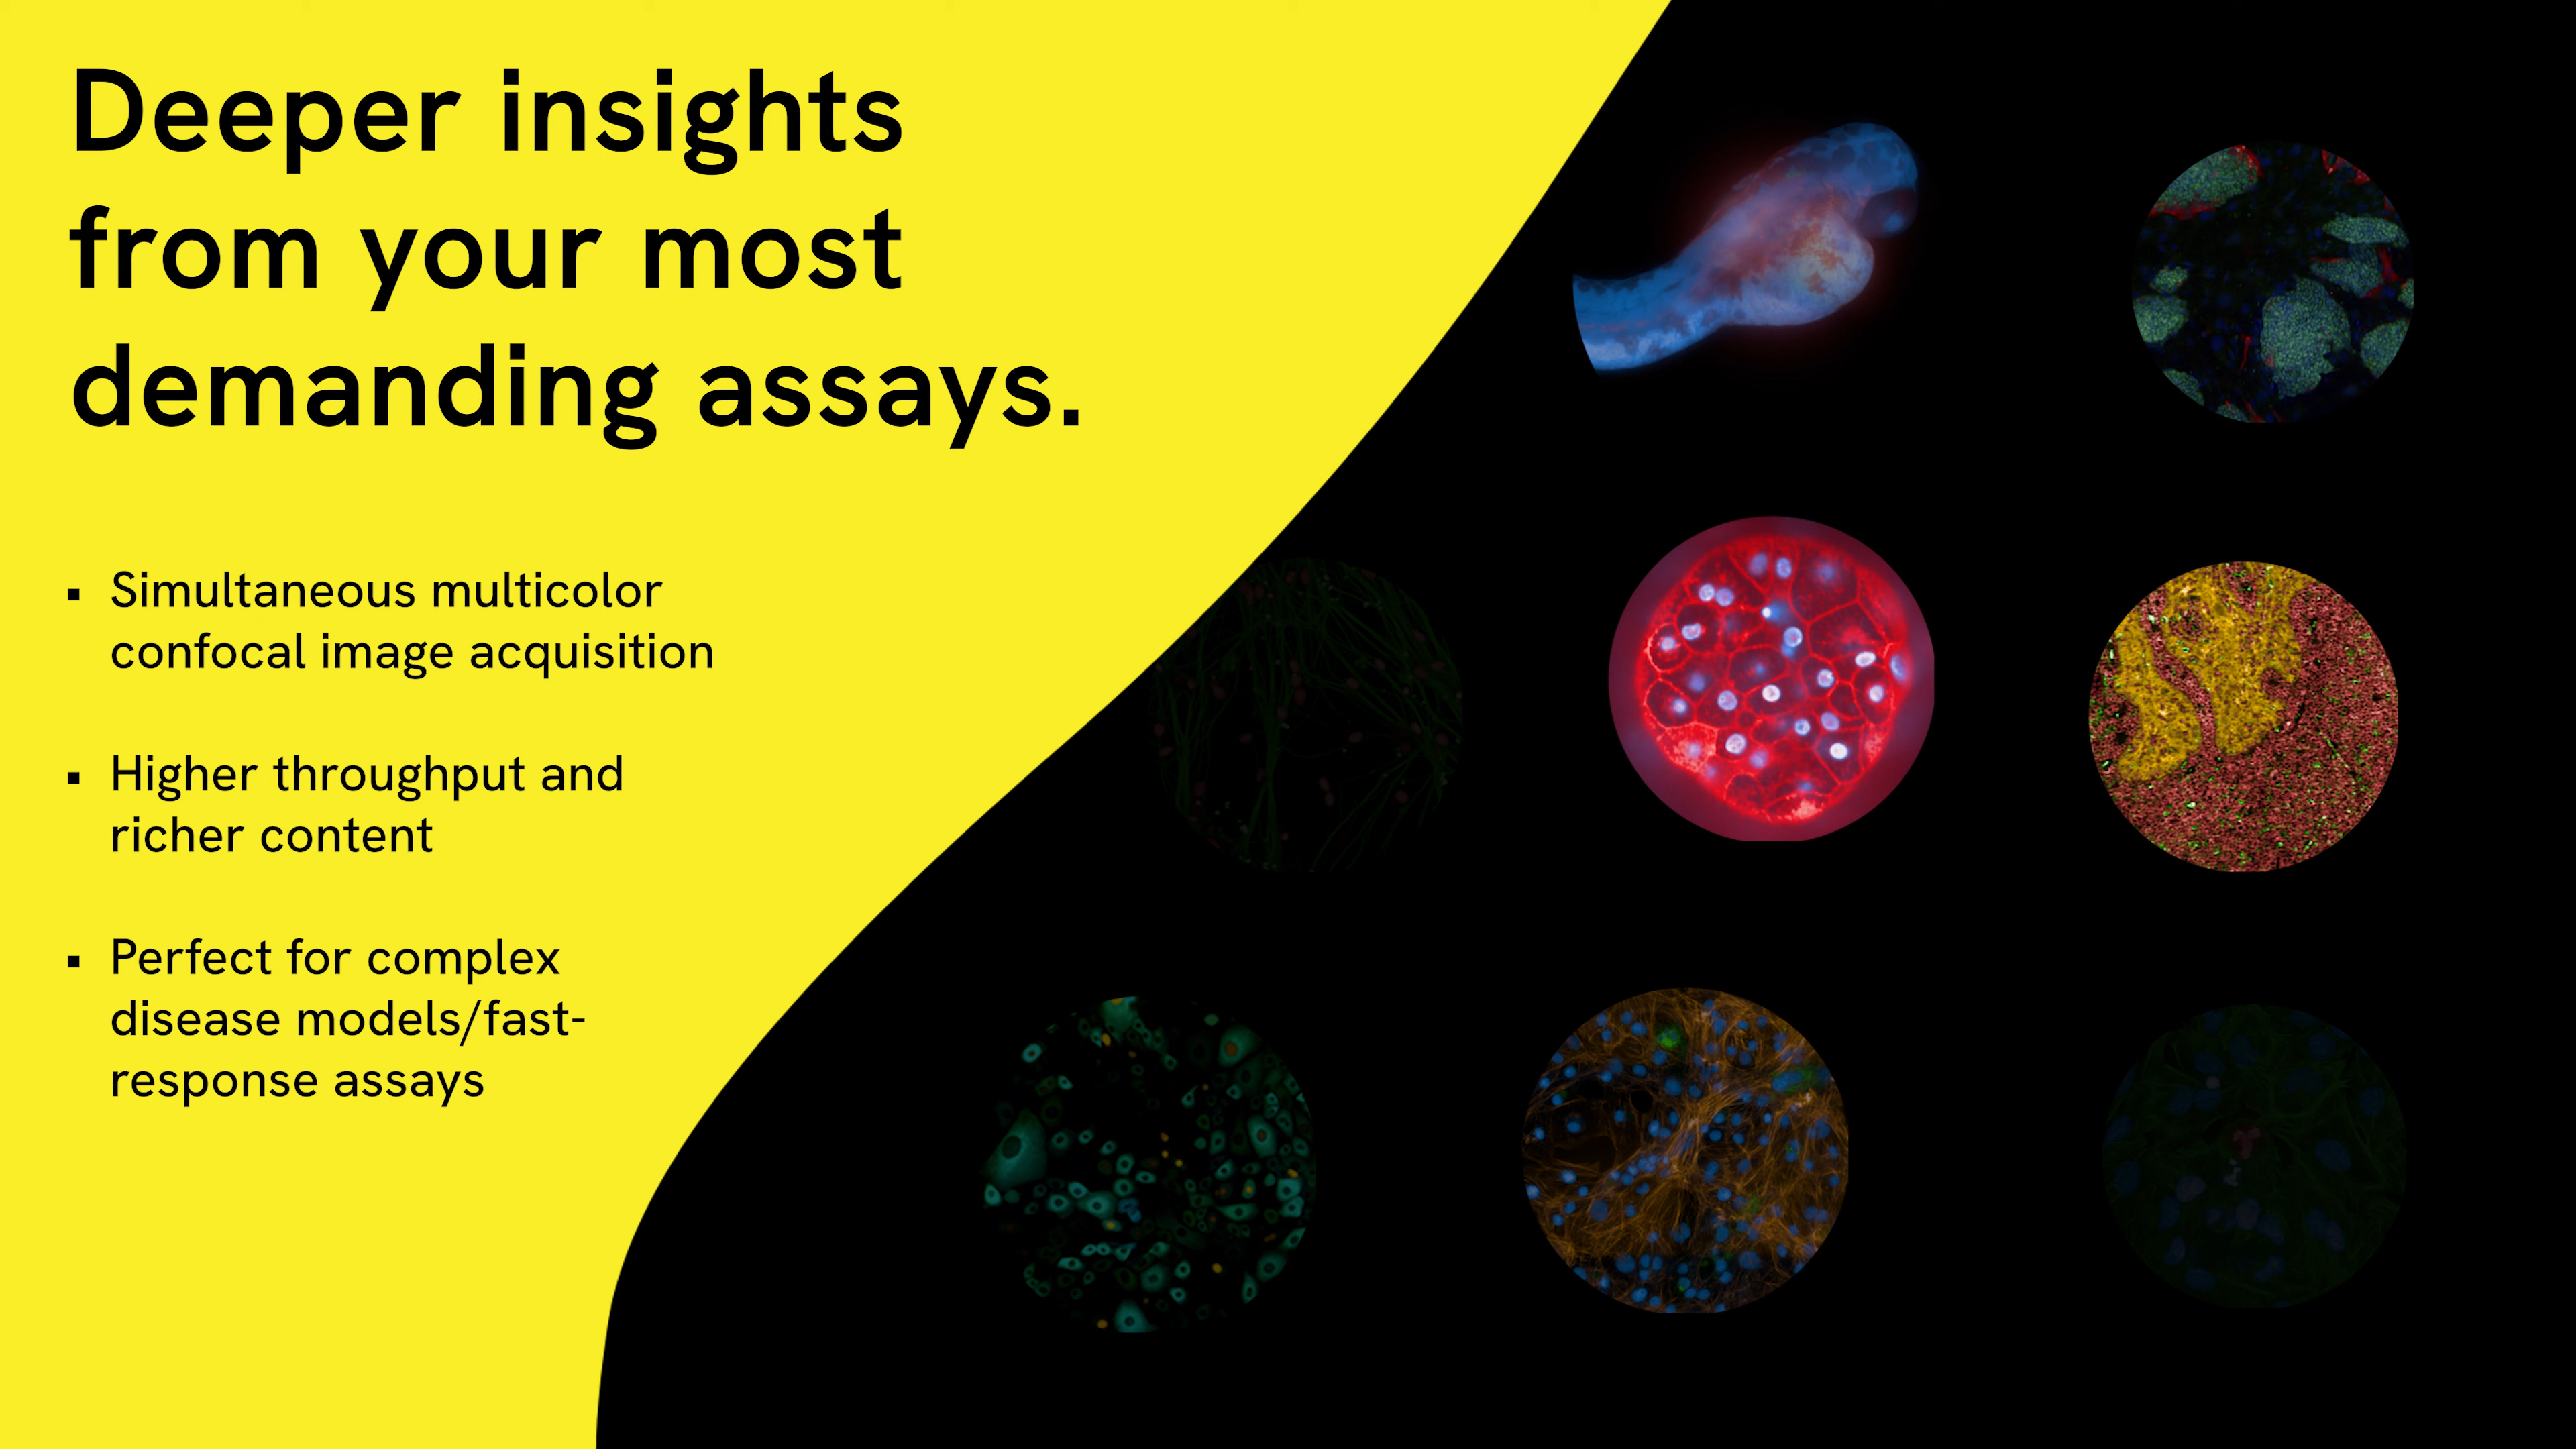 Deeper insights
from your most
demanding assays.
▪ Simultaneous multicolor
confocal image acquisition
▪ Higher throughput and
richer content
▪ Perfect for complex
disease models/fast-
response assays